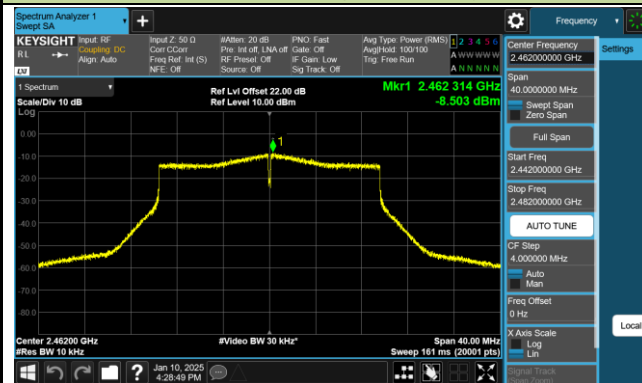 Spectrum Analyzer 1
Swept SA
Frequency
KEYSIGHT
RL
LXI
Input: RF
Coupling: DC
Align: Auto
Input Z: 50 Ω
Corr CCorr
Freq Ref: Int (S)
NFE: Off
#Atten: 20 dB
Pre: Int off, LNA off
RF Presel: Off
Source: Off
PNO: Fast
Gate: Off
IF Gain: Low
Sig Track: Off
Avg Type: Power (RMS)
Avg|Hold: 100/100
Trig: Free Run
1 2 3 4 5 6
A W W W W W
A N N N N N
1 Spectrum
Scale/Div 10 dB
Log
Ref Lvl Offset 22.00 dB
Ref Level 10.00 dBm
Mkr1 2.462 314 GHz
-8.503 dBm
1
0.00
-10.0
-20.0
-30.0
-40.0
-50.0
-60.0
-70.0
-80.0
Center 2.46200 GHz
#Res BW 10 kHz
#Video BW 30 kHz*
Span 40.00 MHz
Sweep 161 ms (20001 pts)
Jan 10, 2025
4:28:49 PM
?
Center Frequency
2.462000000 GHz
Settings
Span
40.0000000 MHz
Swept Span
Zero Span
Full Span
Start Freq
2.442000000 GHz
Stop Freq
2.482000000 GHz
AUTO TUNE
CF Step
4.000000 MHz
Auto
Man
Freq Offset
0 Hz
X Axis Scale
Log
Lin
Local
Signal Track
(Span Zoom)